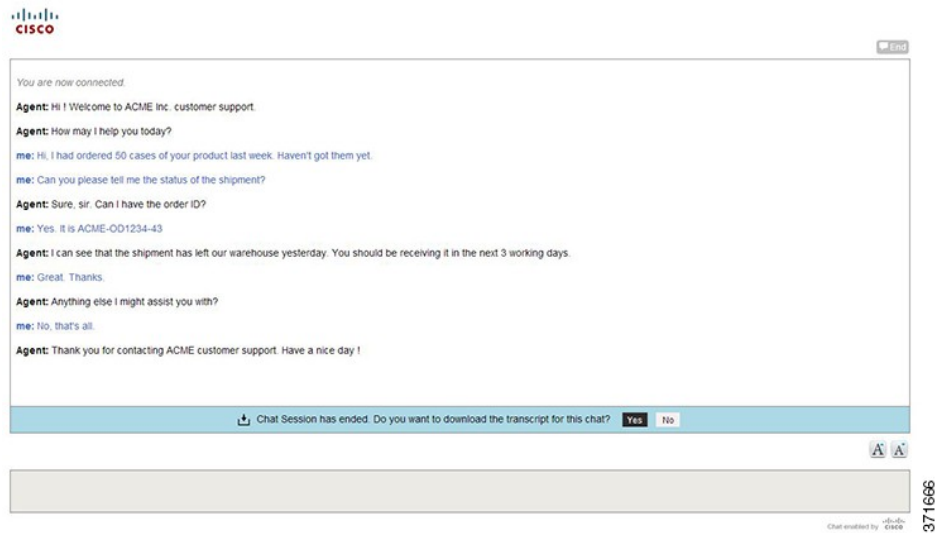 CISCO
End
You are now connected.
Agent: Hi ! Welcome to ACME Inc. customer support.
Agent: How may I help you today?
me: Hi, I had ordered 50 cases of your product last week. Haven't got them yet.
me: Can you please tell me the status of the shipment?
Agent: Sure, sir. Can I have the order ID?
me: Yes. It is ACME-OD1234-43
Agent: I can see that the shipment has left our warehouse yesterday. You should be receiving it in the next 3 working days.
me: Great. Thanks.
Agent: Anything else I might assist you with?
me: No, that's all.
Agent: Thank you for contacting ACME customer support. Have a nice day !
Chat Session has ended. Do you want to download the transcript for this chat? Yes No
A A
Chat enabled by CISCO
371666